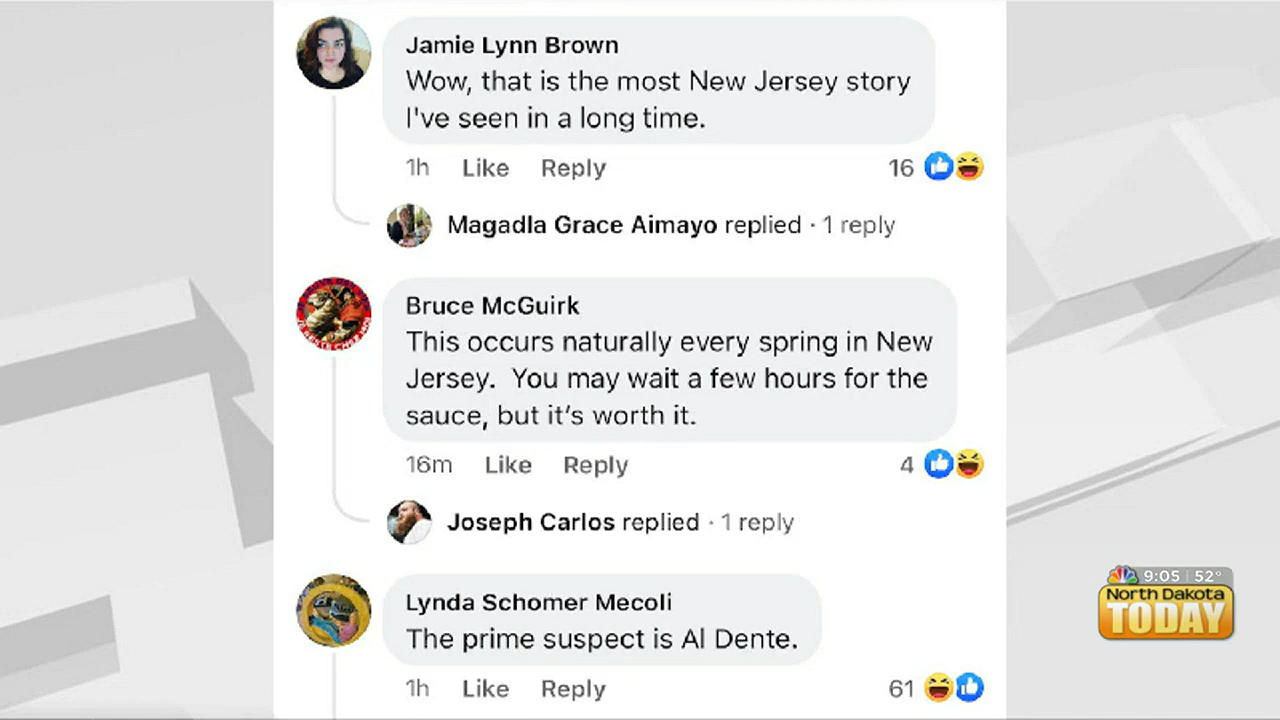 Jamie Lynn Brown
Wow, that is the most New Jersey story
I've seen in a long time.
1h Like Reply 16
Magadla Grace Aimayo replied · 1 reply
Bruce McGuirk
This occurs naturally every spring in New
Jersey. You may wait a few hours for the
sauce, but it's worth it.
16m Like Reply 4
Joseph Carlos replied · 1 reply
Lynda Schomer Mecoli
The prime suspect is Al Dente.
1h Like Reply 61
9:05 52°
North Dakota
TODAY